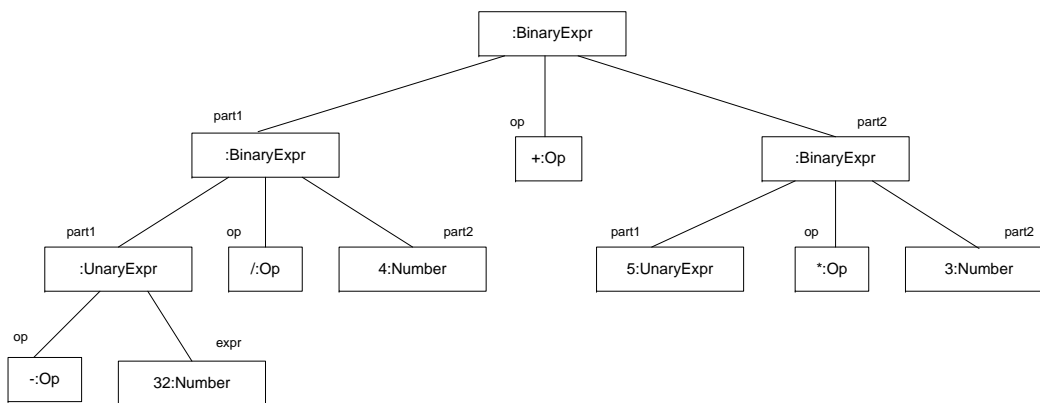 :BinaryExpr
part1
op
part2
:BinaryExpr
+:Op
:BinaryExpr
part1
op
part2
part1
op
part2
:UnaryExpr
/:Op
4:Number
5:UnaryExpr
*:Op
3:Number
op
expr
-:Op
32:Number